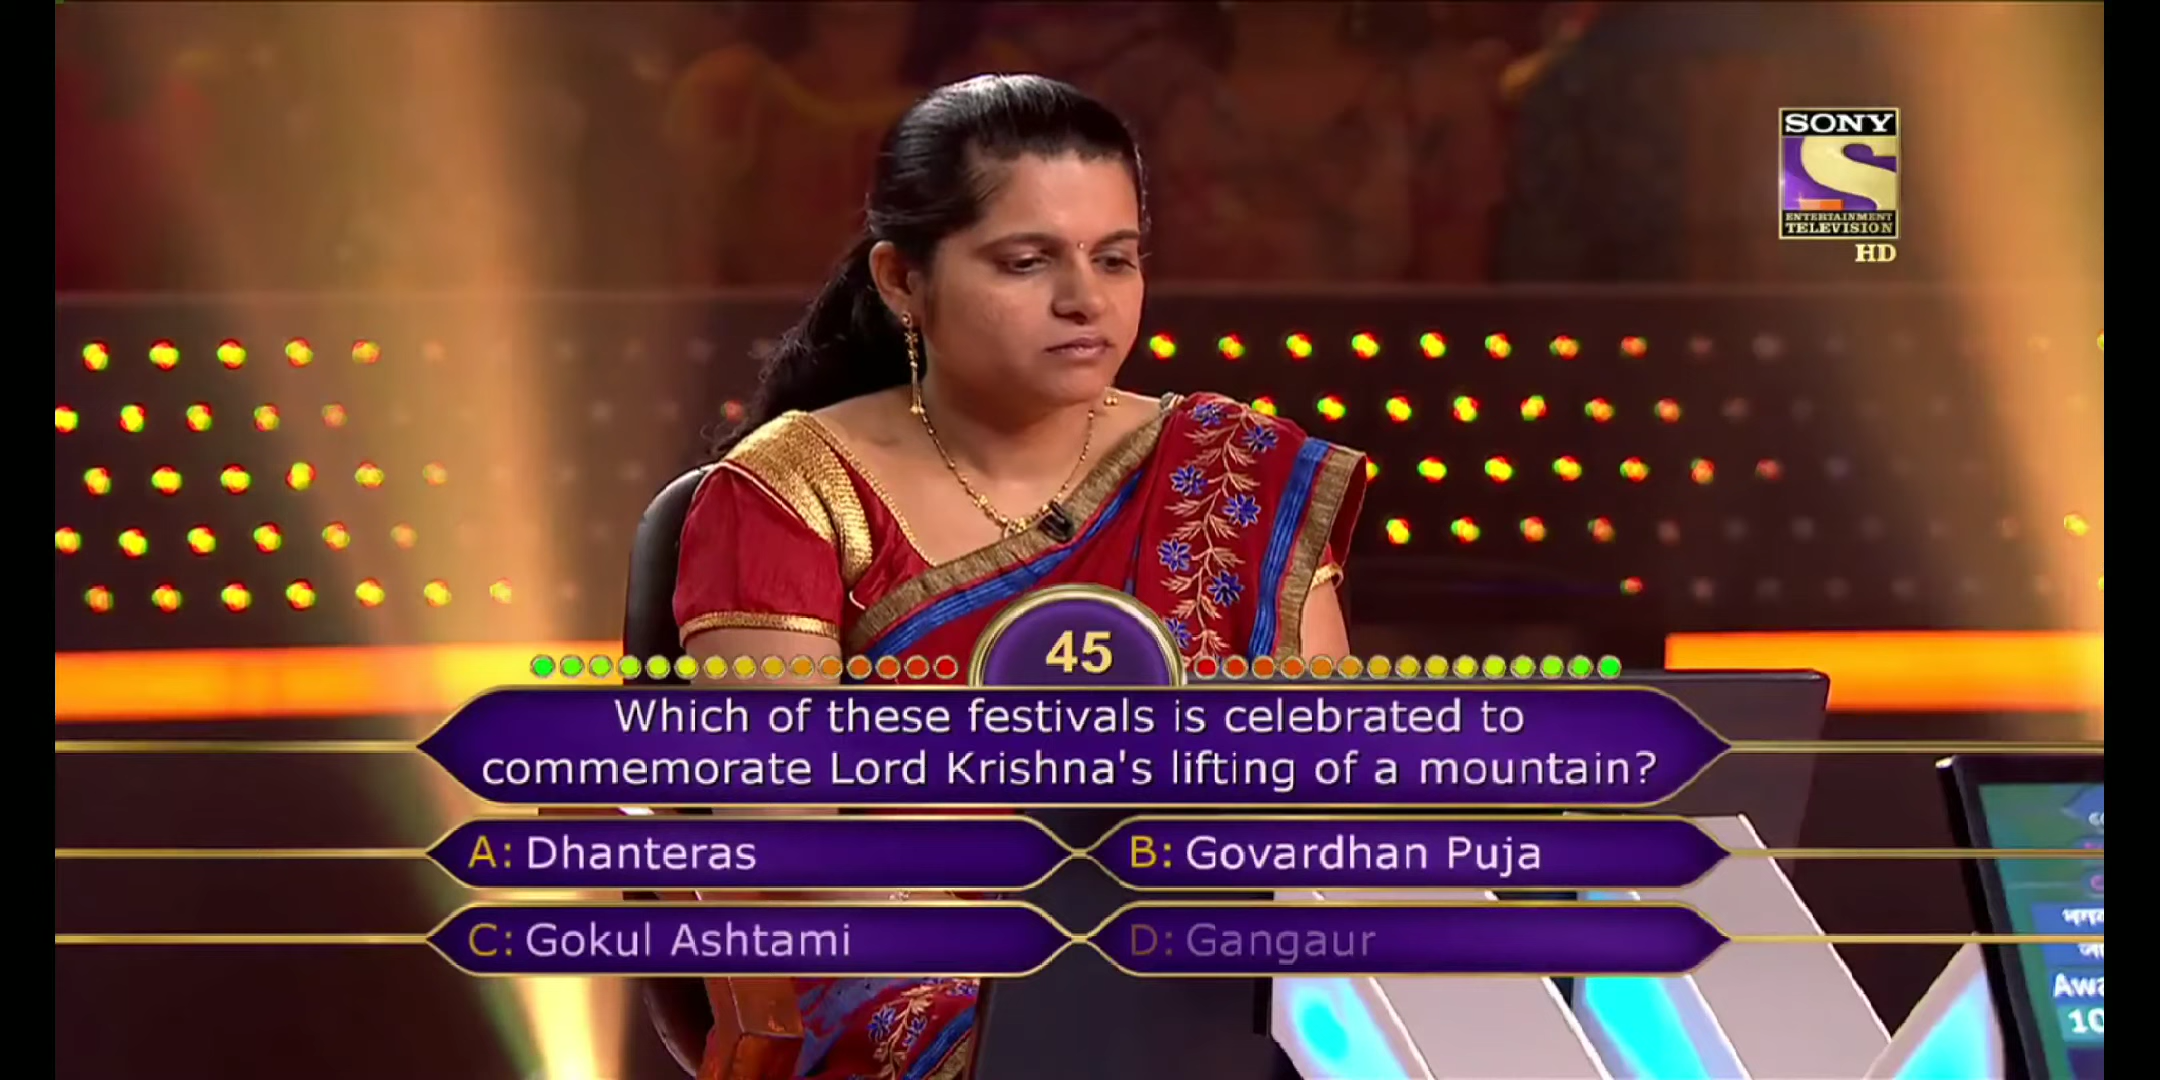 SONY
ENTERTAINMENT
TELEVISION
HD
45
Which of these festivals is celebrated to
commemorate Lord Krishna's lifting of a mountain?
A: Dhanteras
B: Govardhan Puja
C: Gokul Ashtami
D: Gangaur
10